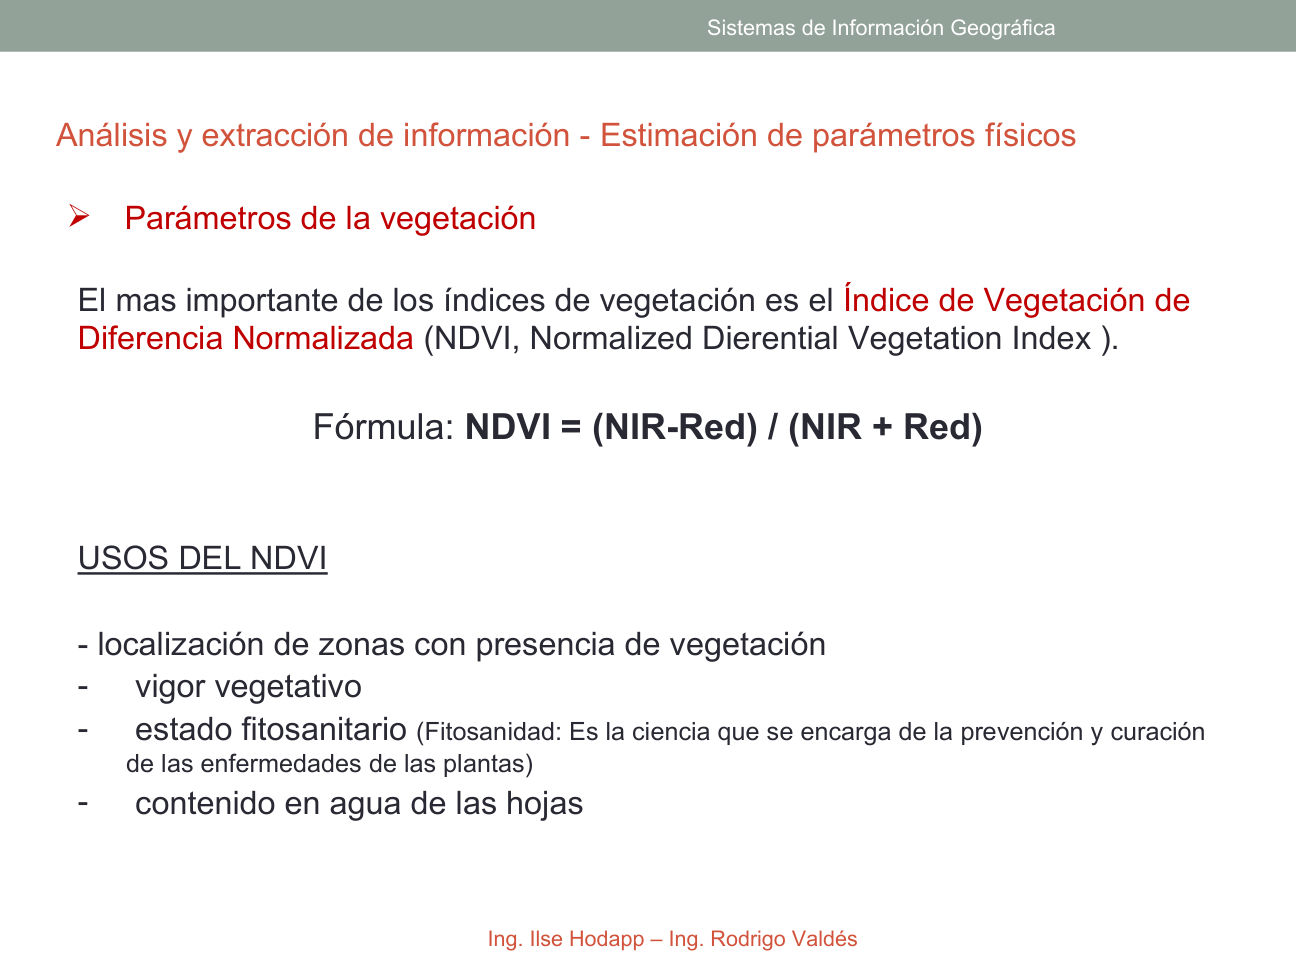 Sistemas de Información Geográfica
Análisis y extracción de información - Estimación de parámetros físicos
➢ Parámetros de la vegetación
El mas importante de los índices de vegetación es el Índice de Vegetación de
Diferencia Normalizada (NDVI, Normalized Dierential Vegetation Index ).
Fórmula: NDVI = (NIR-Red) / (NIR + Red)
USOS DEL NDVI
- localización de zonas con presencia de vegetación
- vigor vegetativo
- estado fitosanitario (Fitosanidad: Es la ciencia que se encarga de la prevención y curación
de las enfermedades de las plantas)
- contenido en agua de las hojas
Ing. Ilse Hodapp – Ing. Rodrigo Valdés